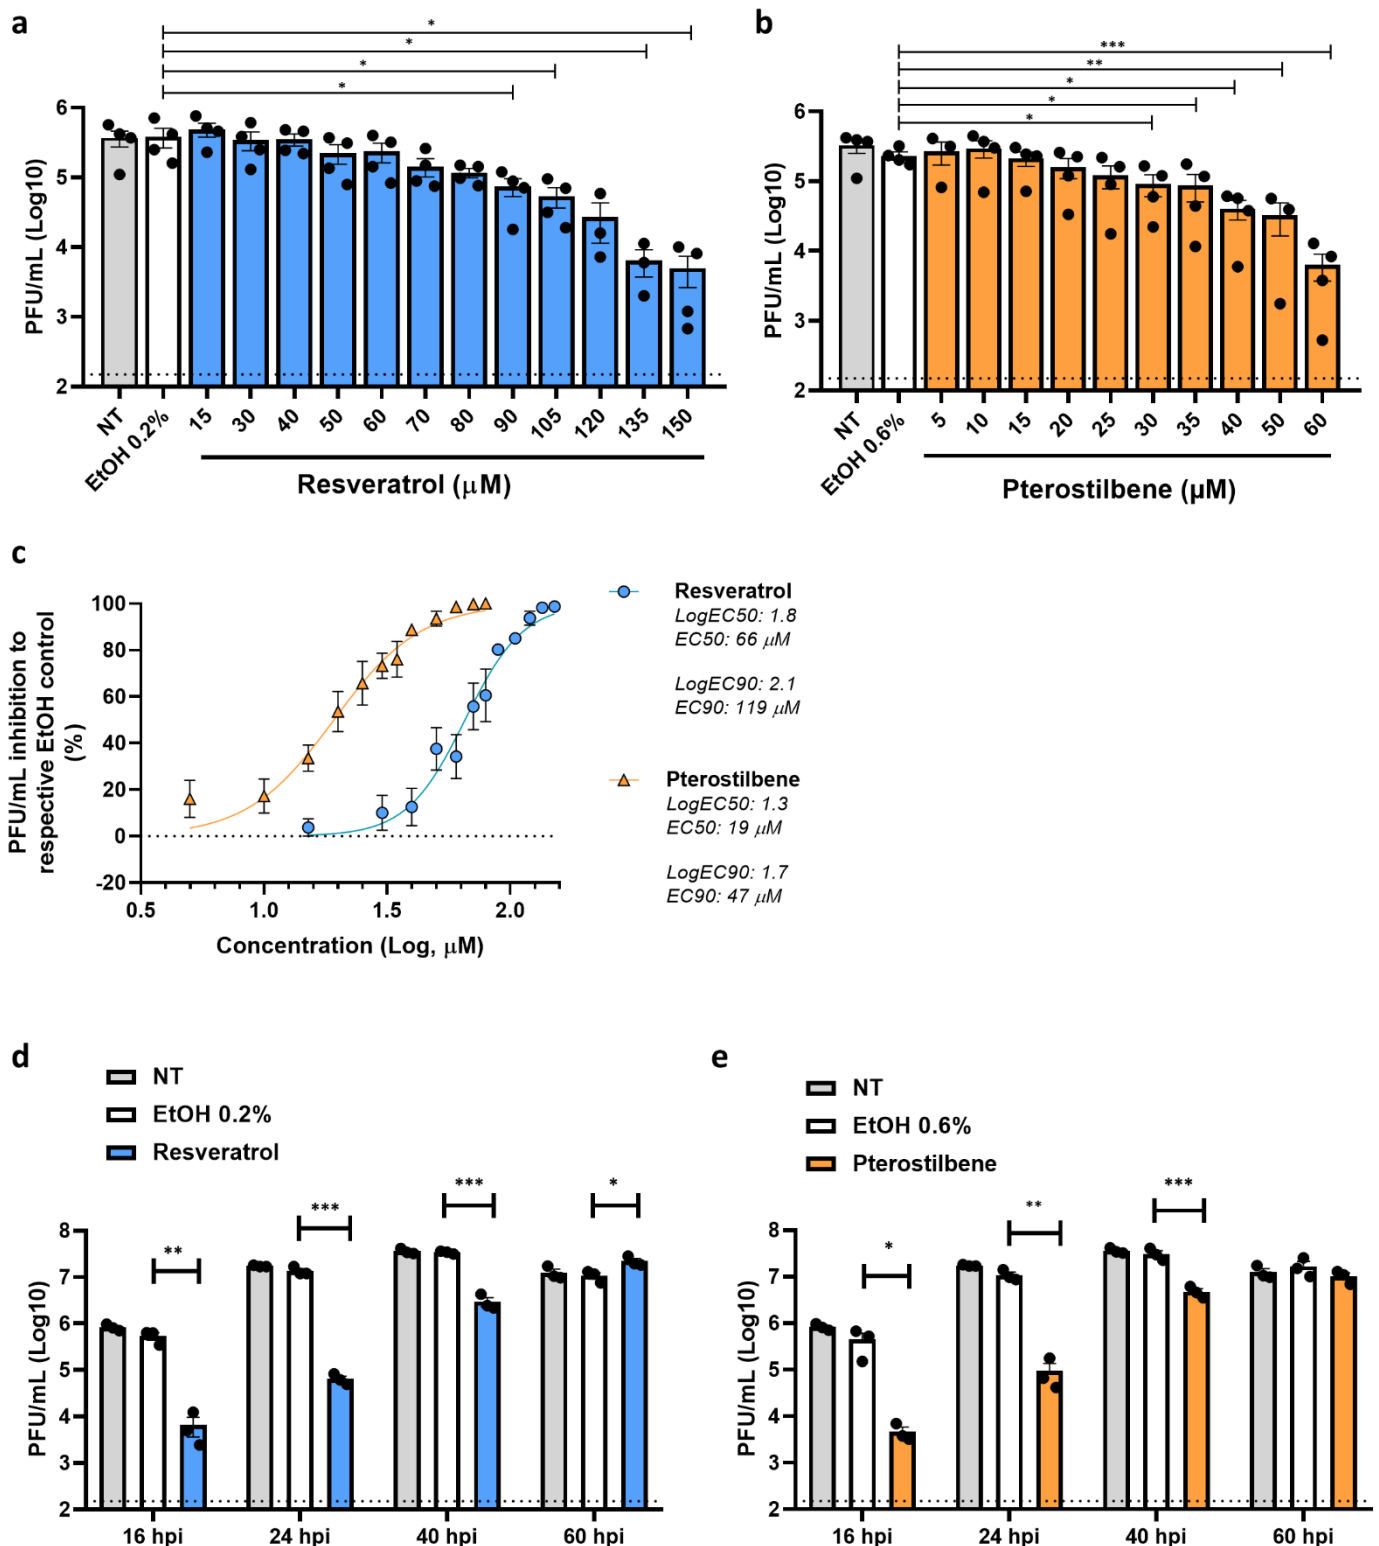 a
*
*
*
*
PFU/mL (Log10)
6
5
4
3
2
NT
EtOH 0.2%
15
30
40
50
60
70
80
90
105
120
135
150
Resveratrol (μM)
b
***
**
*
*
*
PFU/mL (Log10)
6
5
4
3
2
NT
EtOH 0.6%
5
10
15
20
25
30
35
40
50
60
Pterostilbene (μM)
c
PFU/mL inhibition to
respective EtOH control
(%)
100
80
60
40
20
0
-20
0.5
1.0
1.5
2.0
Concentration (Log, μM)
Resveratrol
LogEC50: 1.8
EC50: 66 μM
LogEC90: 2.1
EC90: 119 μM
Pterostilbene
LogEC50: 1.3
EC50: 19 μM
LogEC90: 1.7
EC90: 47 μM
d
NT
EtOH 0.2%
Resveratrol
**
***
***
*
PFU/mL (Log10)
8
7
6
5
4
3
2
16 hpi
24 hpi
40 hpi
60 hpi
e
NT
EtOH 0.6%
Pterostilbene
*
**
***
PFU/mL (Log10)
8
7
6
5
4
3
2
16 hpi
24 hpi
40 hpi
60 hpi